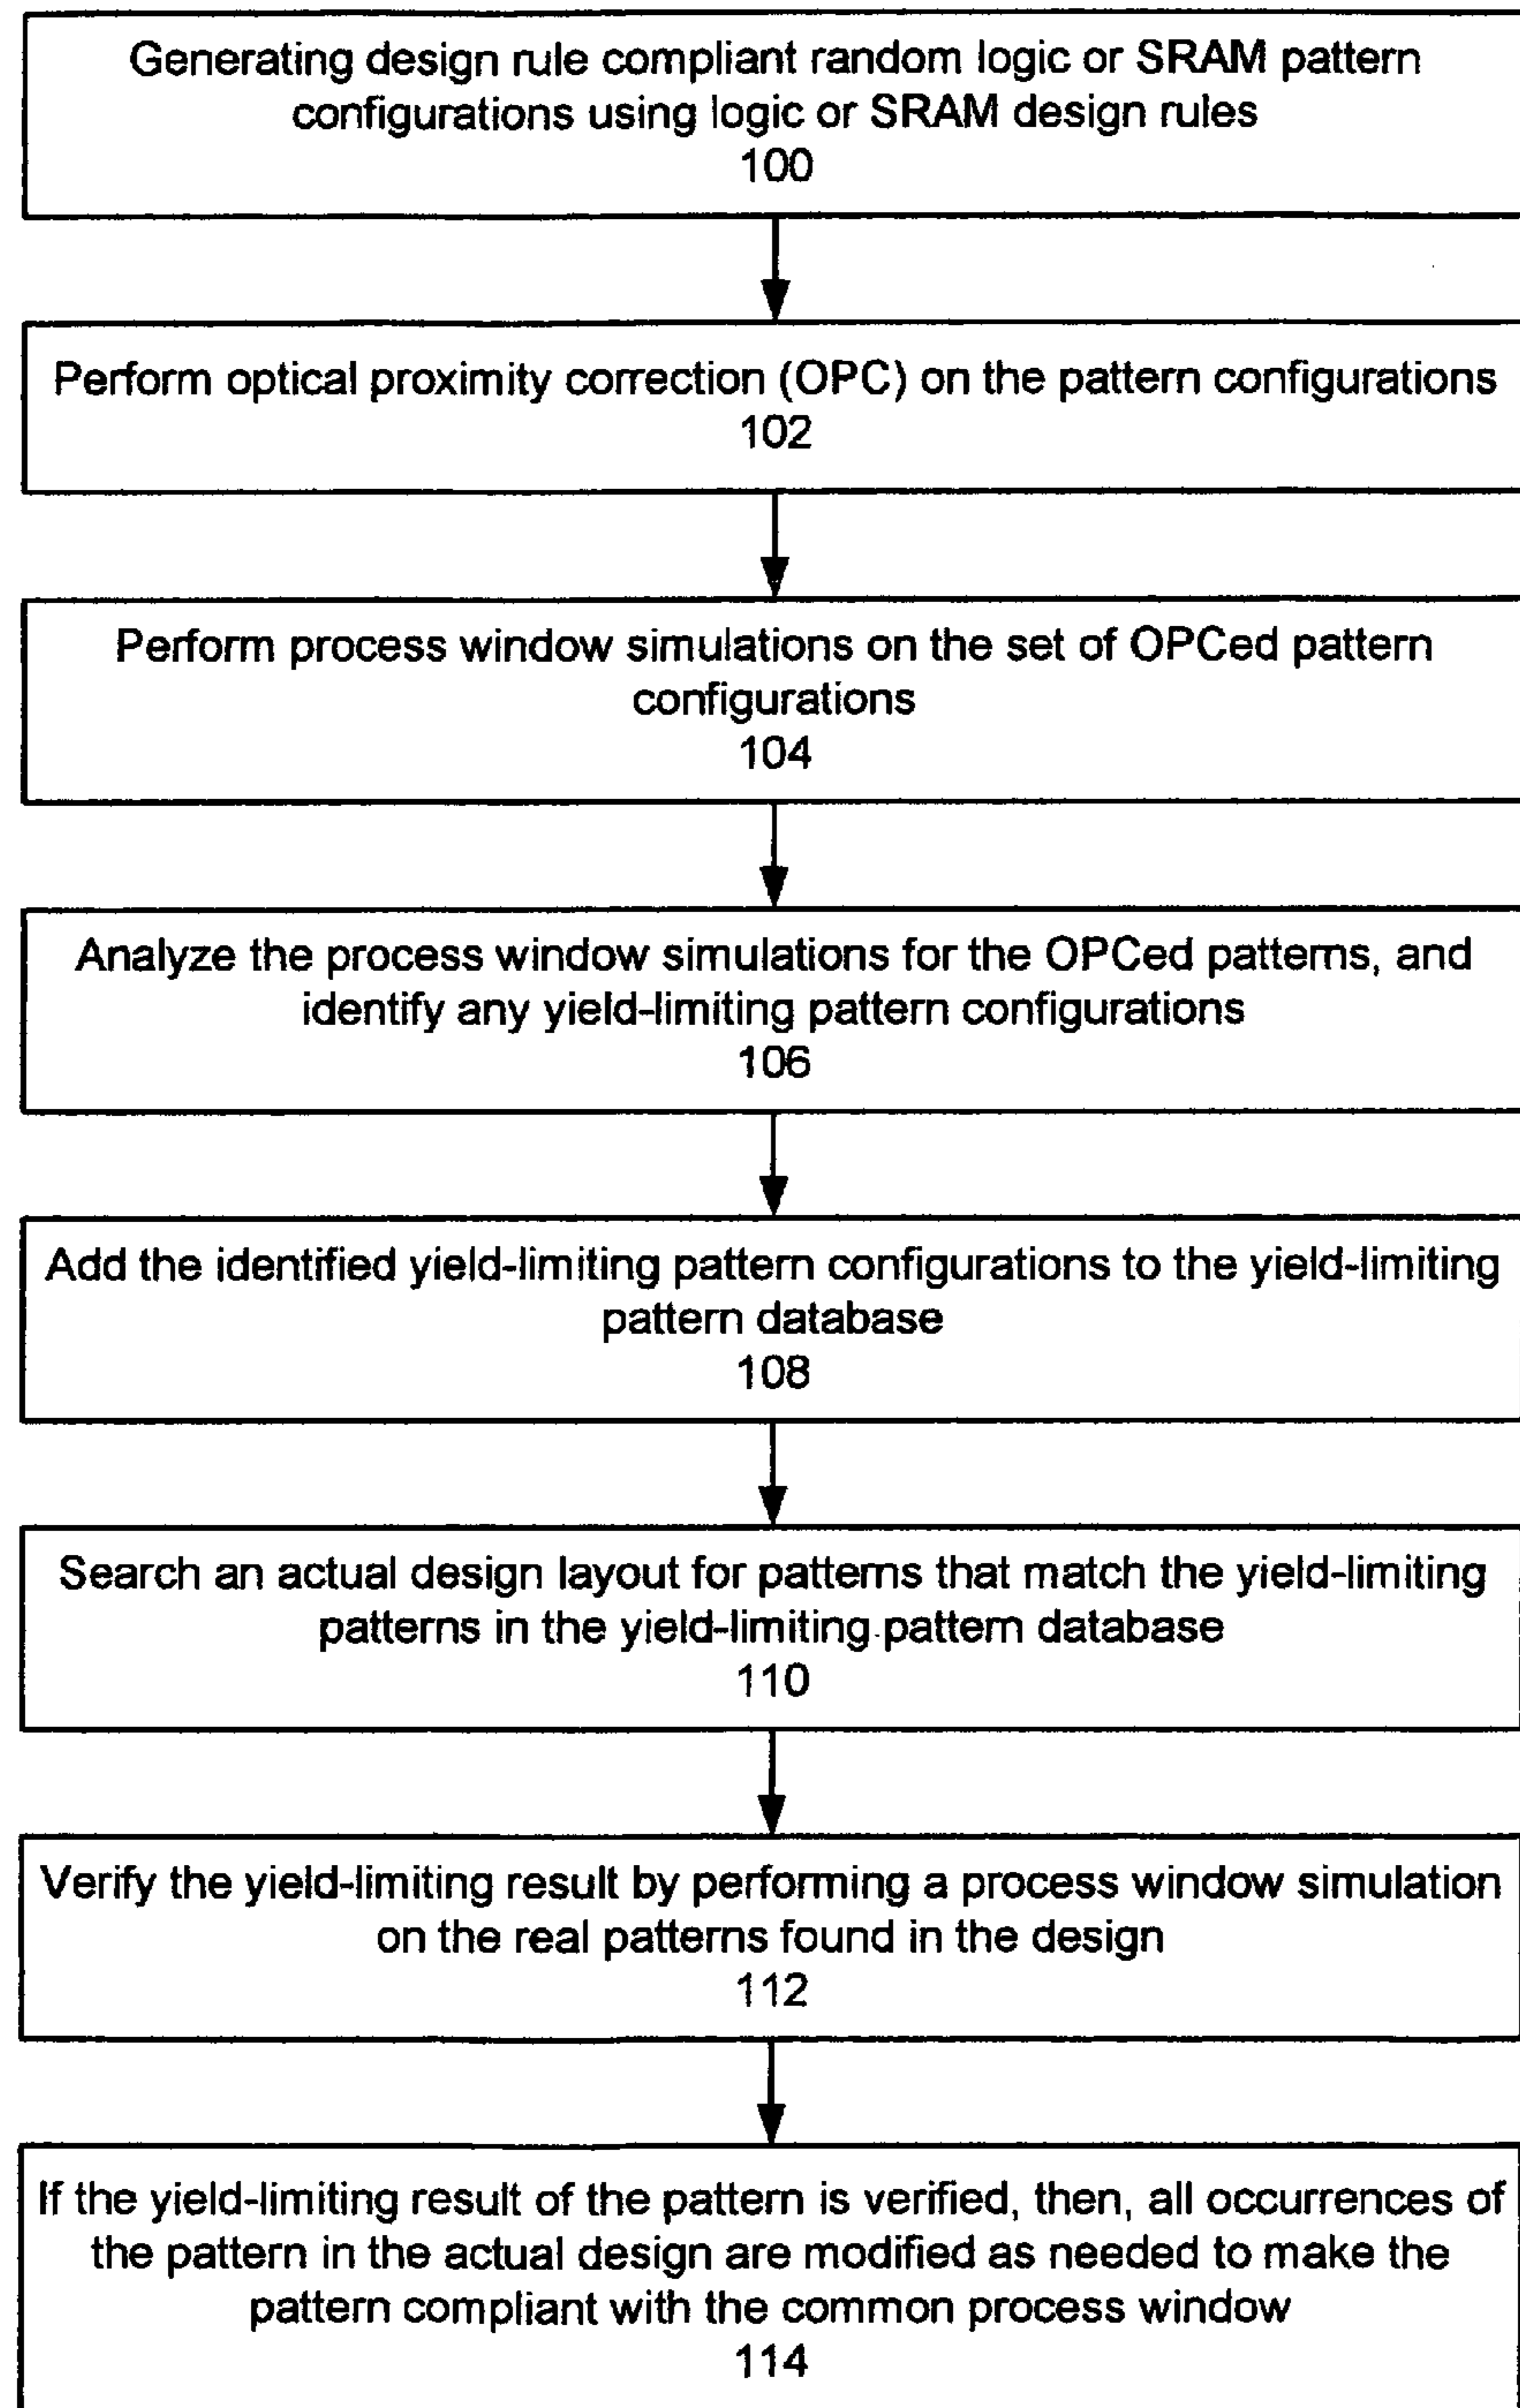 Generating design rule compliant random logic or SRAM pattern
configurations using logic or SRAM design rules
100
Perform optical proximity correction (OPC) on the pattern configurations
102
Perform process window simulations on the set of OPCed pattern
configurations
104
Analyze the process window simulations for the OPCed patterns, and
identify any yield-limiting pattern configurations
106
Add the identified yield-limiting pattern configurations to the yield-limiting
pattern database
108
Search an actual design layout for patterns that match the yield-limiting
patterns in the yield-limiting pattern database
110
Verify the yield-limiting result by performing a process window simulation
on the real patterns found in the design
112
If the yield-limiting result of the pattern is verified, then, all occurrences of
the pattern in the actual design are modified as needed to make the
pattern compliant with the common process window
114